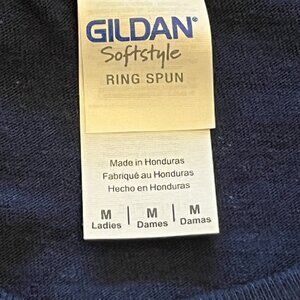 GILDAN®
Softstyle
RING SPUN
Made in Honduras
Fabriqué au Honduras
Hecho en Honduras
M | M | M
Ladies | Dames | Damas